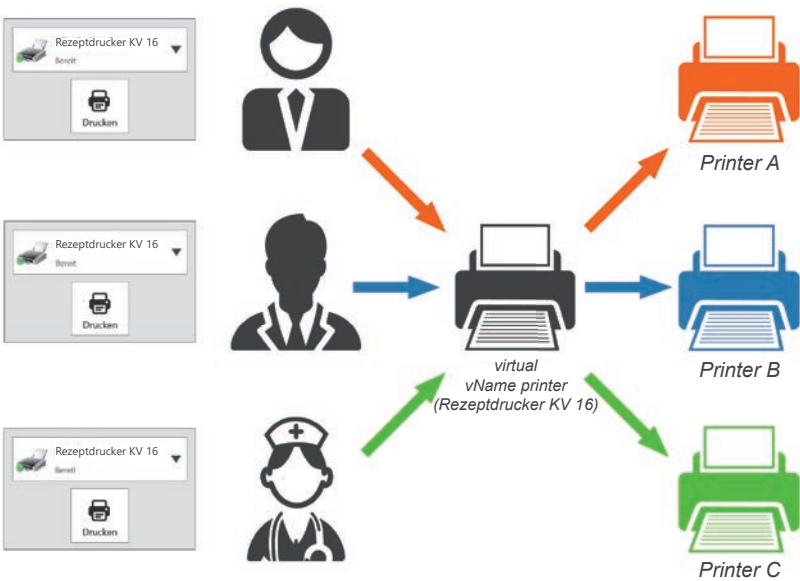 Rezeptdrucker KV 16
Bereit
Drucken
Printer A
Rezeptdrucker KV 16
Bereit
Drucken
virtual
vName printer
(Rezeptdrucker KV 16)
Printer B
Rezeptdrucker KV 16
Bereit
Drucken
Printer C